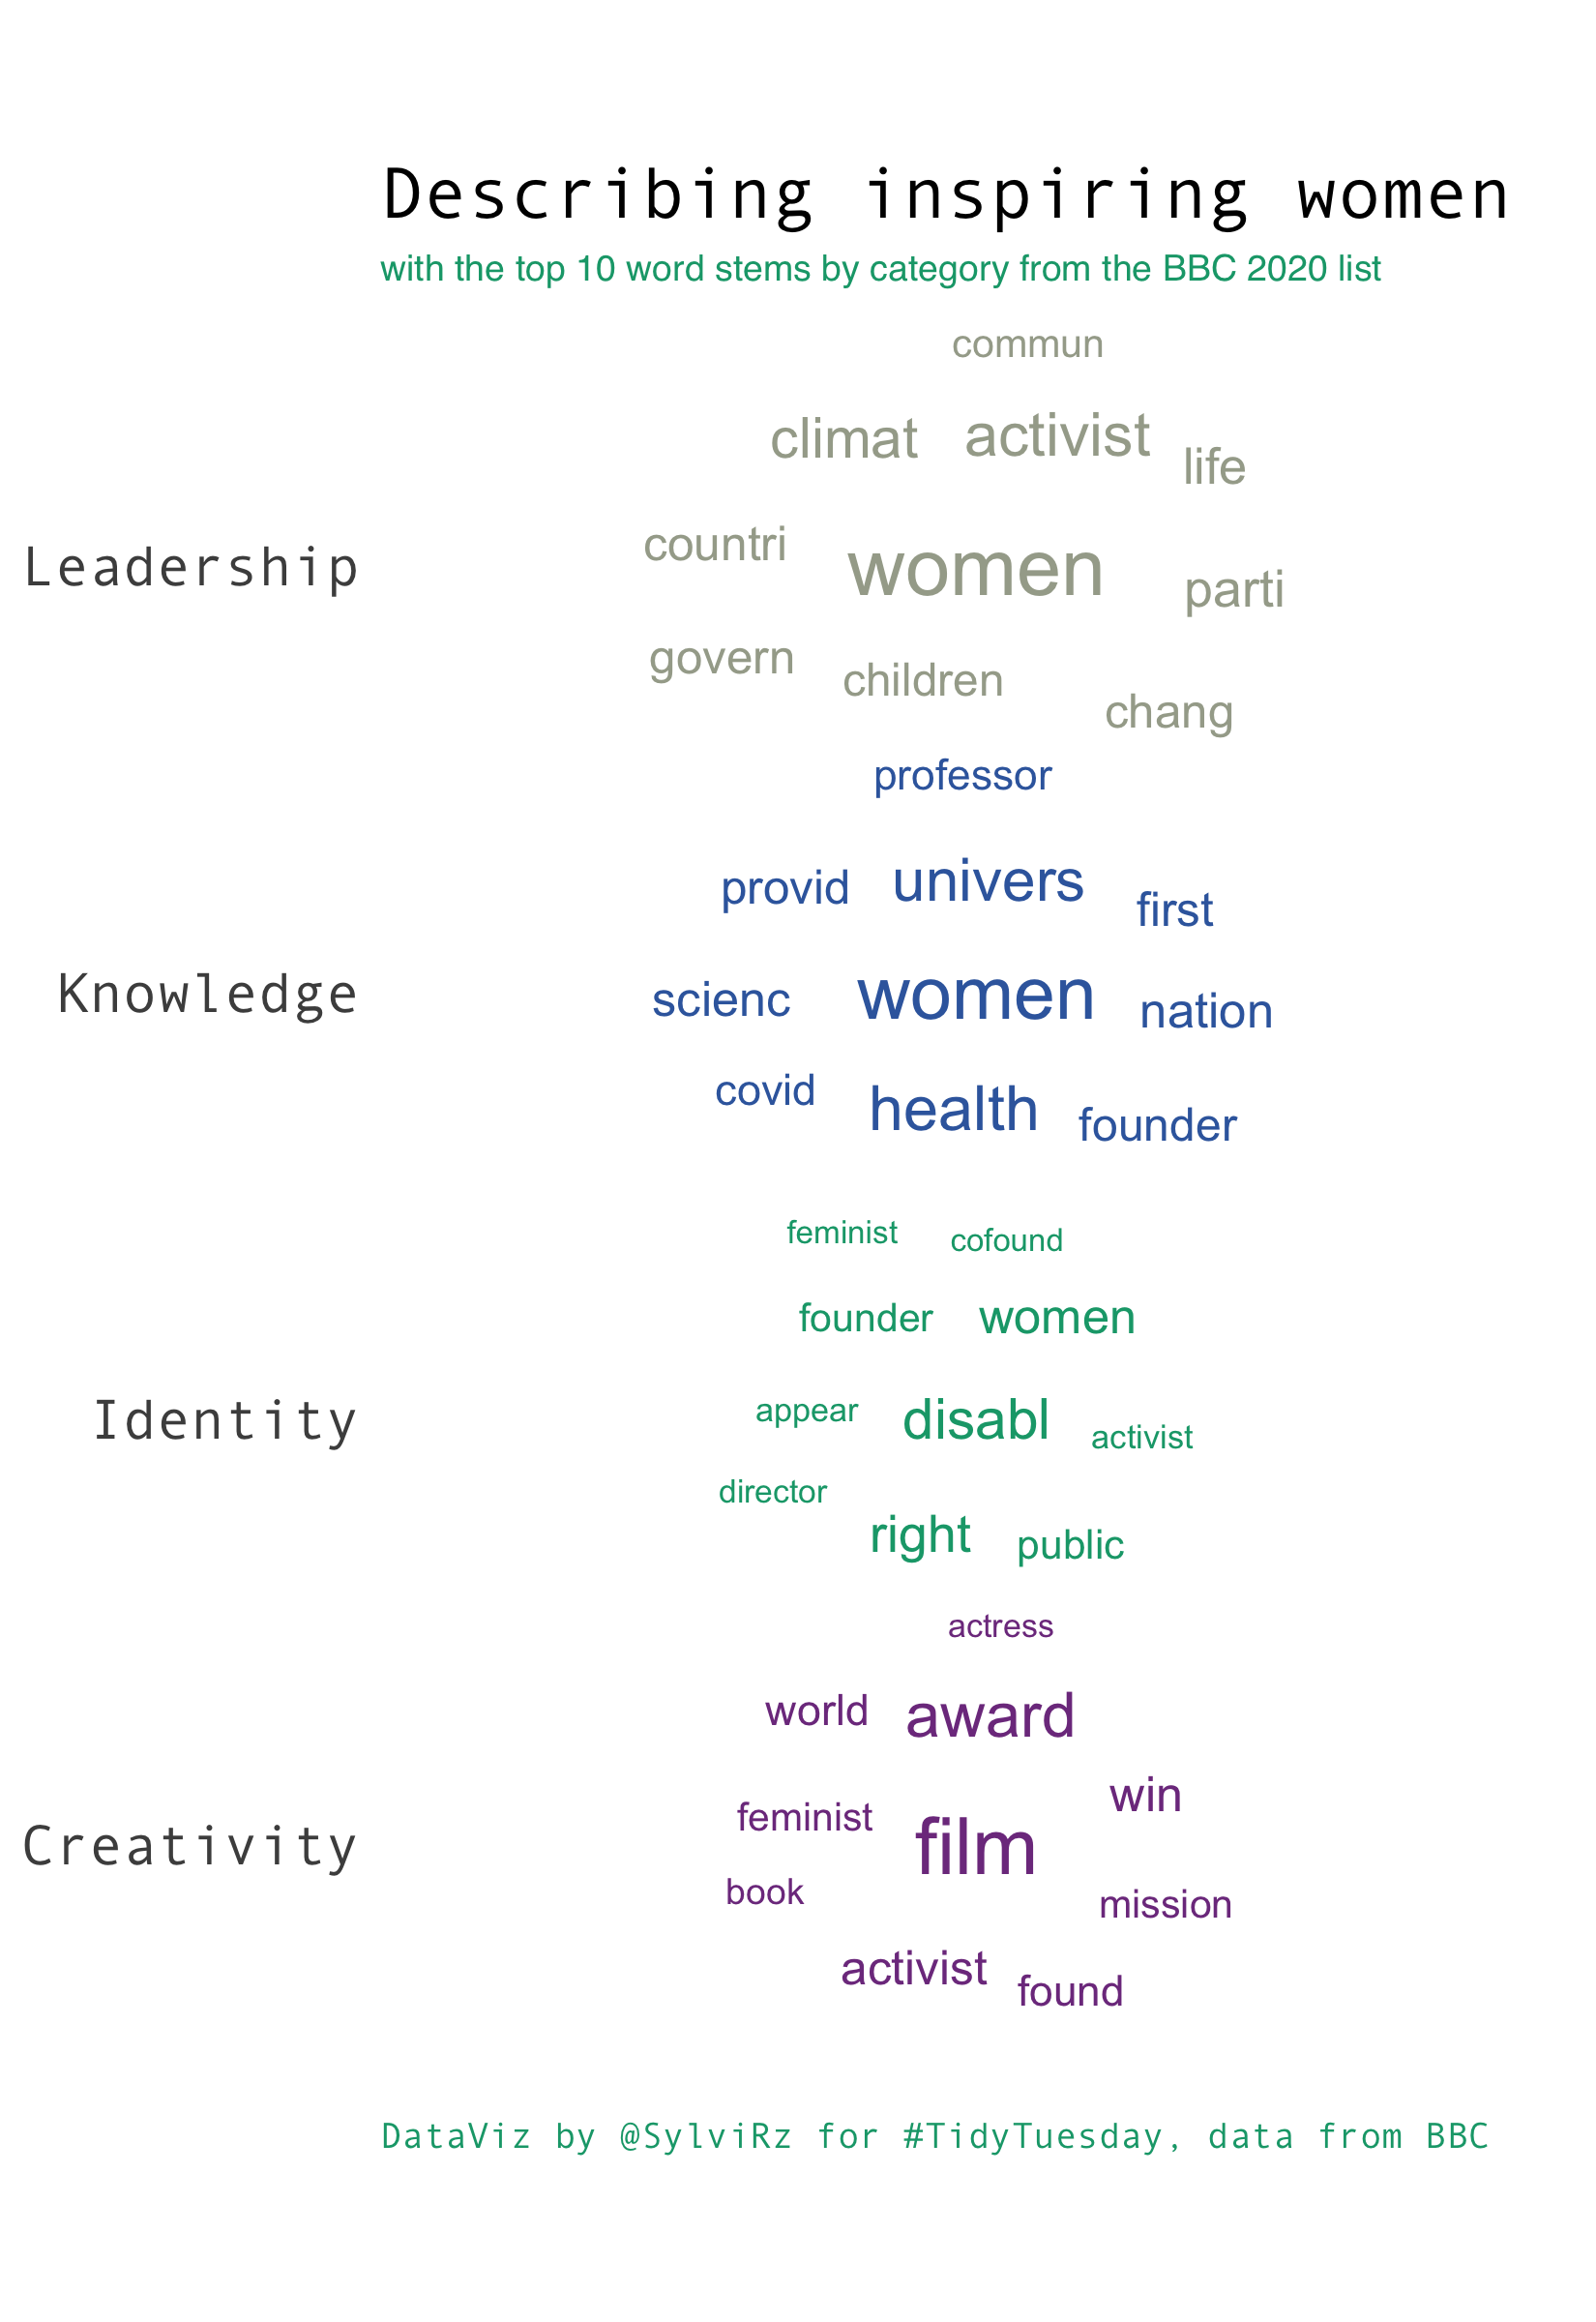 Describing inspiring women
with the top 10 word stems by category from the BBC 2020 list
Leadership
commun
climat activist life
countri women parti
govern children chang
Knowledge
professor
provid univers first
scienc women nation
covid health founder
Identity
feminist cofound
founder women
appear disabl activist
director right public
Creativity
actress
world award
win
feminist film
book mission
activist found
DataViz by @SylviRz for #TidyTuesday, data from BBC